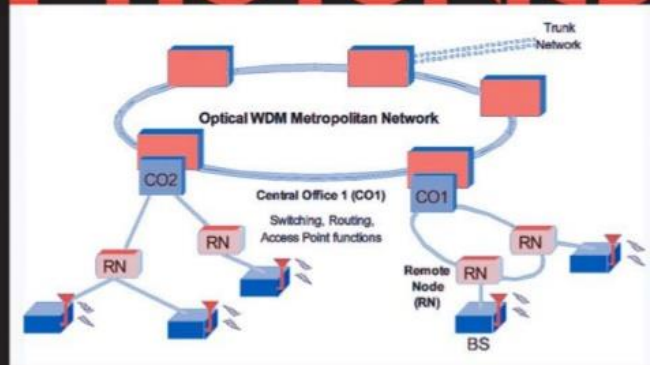 Trunk
Network
Optical WDM Metropolitan Network
CO2
Central Office 1 (CO1)
CO1
Switching, Routing,
Access Point functions
RN
RN
RN
Remote
Node
(RN)
RN
BS